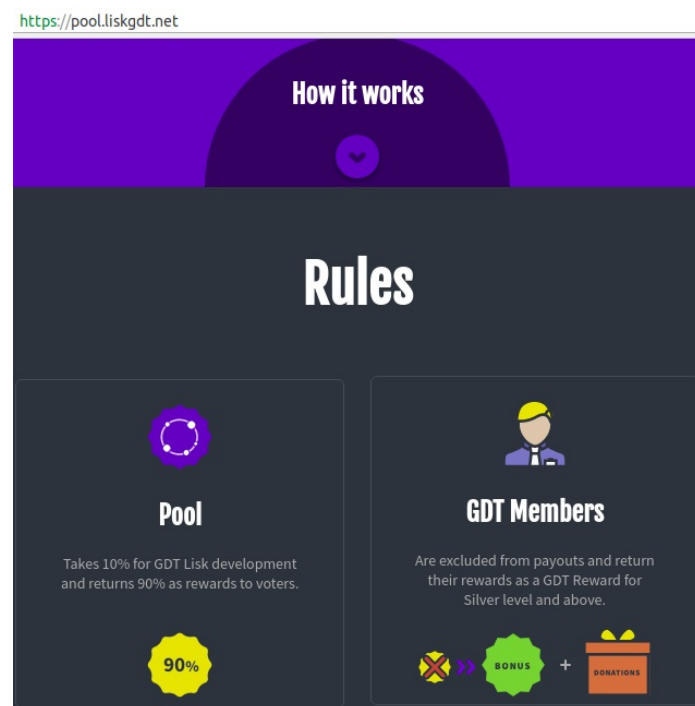 https://pool.liskgdt.net
How it works
Rules
Pool
Takes 10% for GDT Lisk development
and returns 90% as rewards to voters.
90%
GDT Members
Are excluded from payouts and return
their rewards as a GDT Reward for
Silver level and above.
BONUS
+
DONATIONS